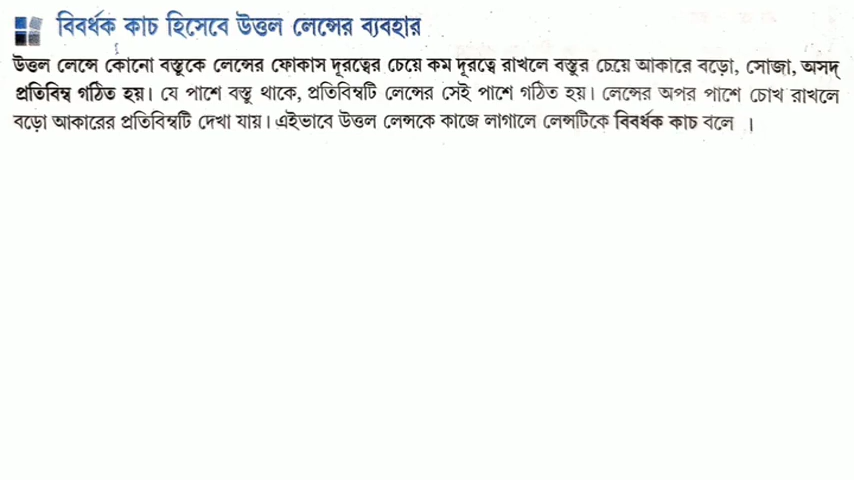 বিবর্ধক কাচ হিসেবে উত্তল লেন্সের ব্যবহার
উত্তল লেন্সে কোনো বস্তুকে লেন্সের ফোকাস দূরত্বের চেয়ে কম দূরত্বে রাখলে বস্তুর চেয়ে আকারে বড়ো, সোজা, অসদ্
প্রতিবিম্ব গঠিত হয়। যে পাশে বস্তু থাকে, প্রতিবিম্বটি লেন্সের সেই পাশে গঠিত হয়। লেন্সের অপর পাশে চোখ রাখলে
বড়ো আকারের প্রতিবিম্বটি দেখা যায়। এইভাবে উত্তল লেন্সকে কাজে লাগালে লেন্সটিকে বিবর্ধক কাচ বলে ।